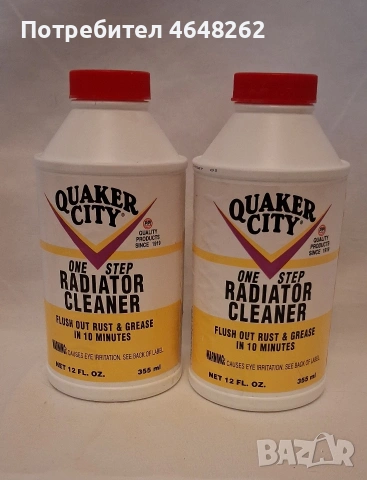 Потребител 4648262
QUAKER
CITY®
QUALITY
PRODUCTS
SINCE 1919
ONE STEP
RADIATOR
CLEANER
FLUSH OUT RUST & GREASE
IN 10 MINUTES
WARNING: CAUSES EYE IRRITATION. SEE BACK OF LABEL.
NET 12 FL. OZ. 355 ml
QUAKER
CITY®
QUALITY
PRODUCTS
SINCE 1919
ONE STEP
RADIATOR
CLEANER
FLUSH OUT RUST & GREASE
IN 10 MINUTES
WARNING: CAUSES EYE IRRITATION. SEE BACK OF LABEL.
NET 12 FL. OZ. 355 ml
BAZAR